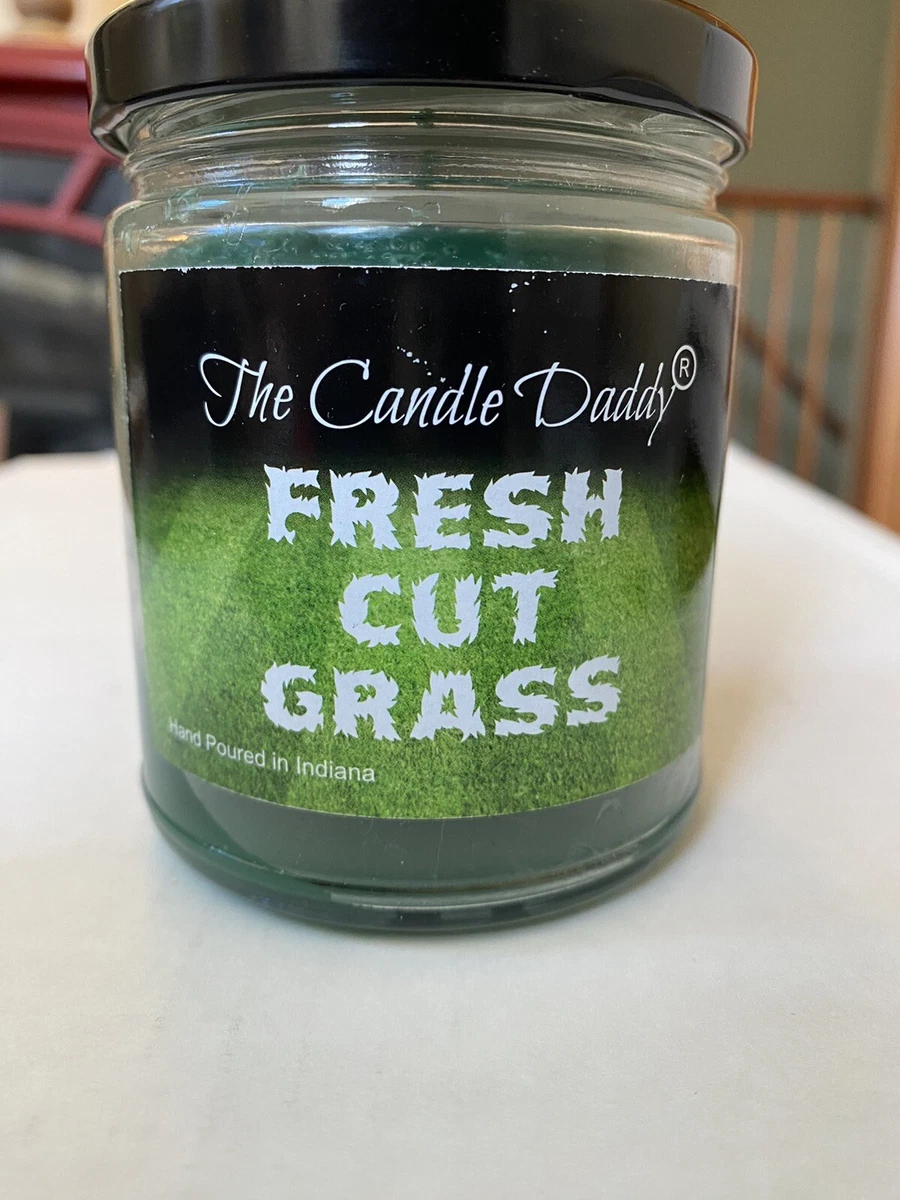 The Candle Daddy®
FRESH
CUT
GRASS
Hand Poured in Indiana